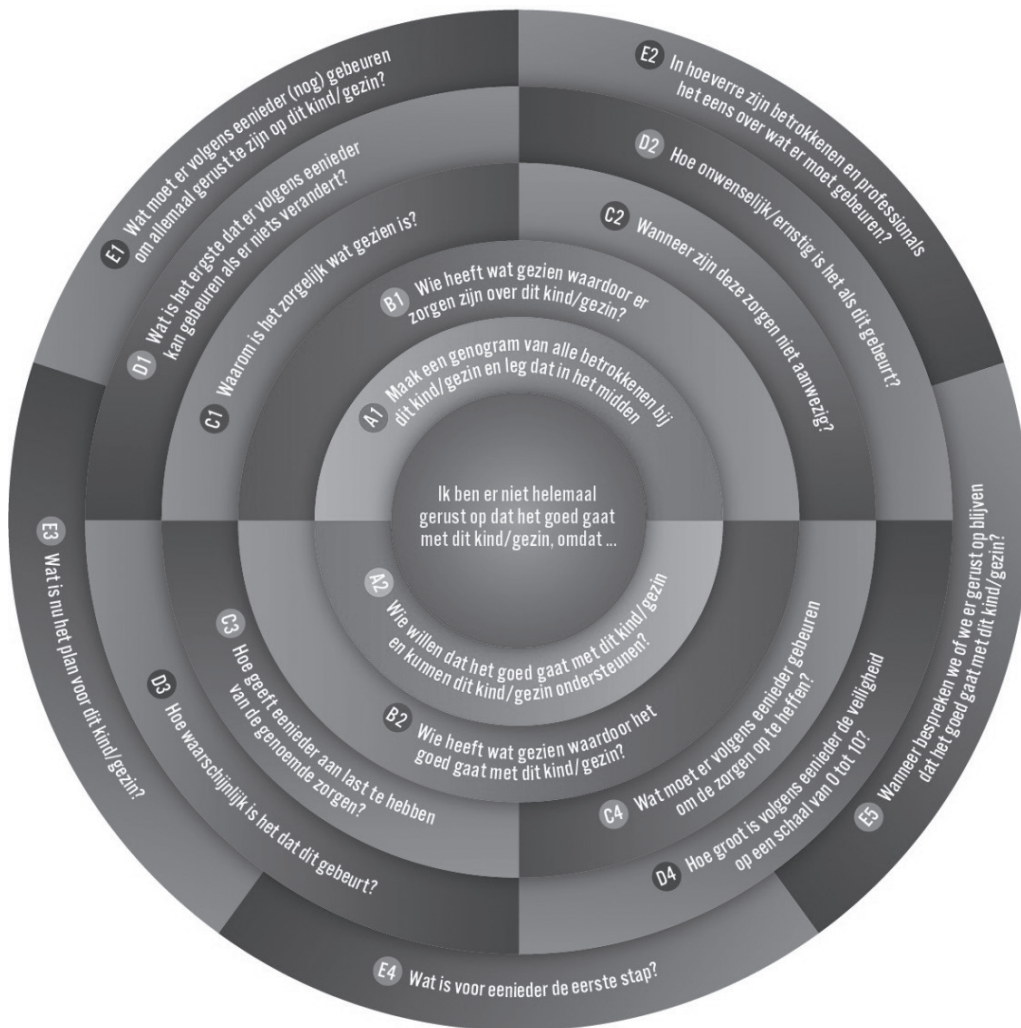 Ik ben er niet helemaal
gerust op dat het goed gaat
met dit kind/gezin, omdat ...
A1 Maak een genogram van alle betrokkenen bij
dit kind/gezin en leg dat in het midden
A2 Wie willen dat het goed gaat met dit kind/gezin
en kunnen dit kind/gezin ondersteunen?
B1 Wie heeft wat gezien waardoor er
zorgen zijn over dit kind/gezin?
B2 Wie heeft wat gezien waardoor het
goed gaat met dit kind/gezin?
C1 Waarom is het zorgelijk wat gezien is?
C2 Wanneer zijn deze zorgen niet aanwezig?
C3 Hoe geeft eenieder aan last te hebben
van de genoemde zorgen?
C4 Wat moet er volgens eenieder gebeuren
om de zorgen op te heffen?
D1 Wat is het ergste dat er volgens eenieder
kan gebeuren als er niets verandert?
D2 Hoe onwenselijk/ernstig is het als dit gebeurt?
D3 Hoe waarschijnlijk is het dat dit gebeurt?
D4 Hoe groot is volgens eenieder de veiligheid
op een schaal van 0 tot 10?
E1 Wat moet er volgens eenieder (nog) gebeuren
om allemaal gerust te zijn op dit kind/gezin?
E2 In hoeverre zijn betrokkenen en professionals
het eens over wat er moet gebeuren?
E3 Wat is nu het plan voor dit kind/gezin?
E4 Wat is voor eenieder de eerste stap?
E5 Wanneer bespreken we of we er gerust op blijven
dat het goed gaat met dit kind/gezin?